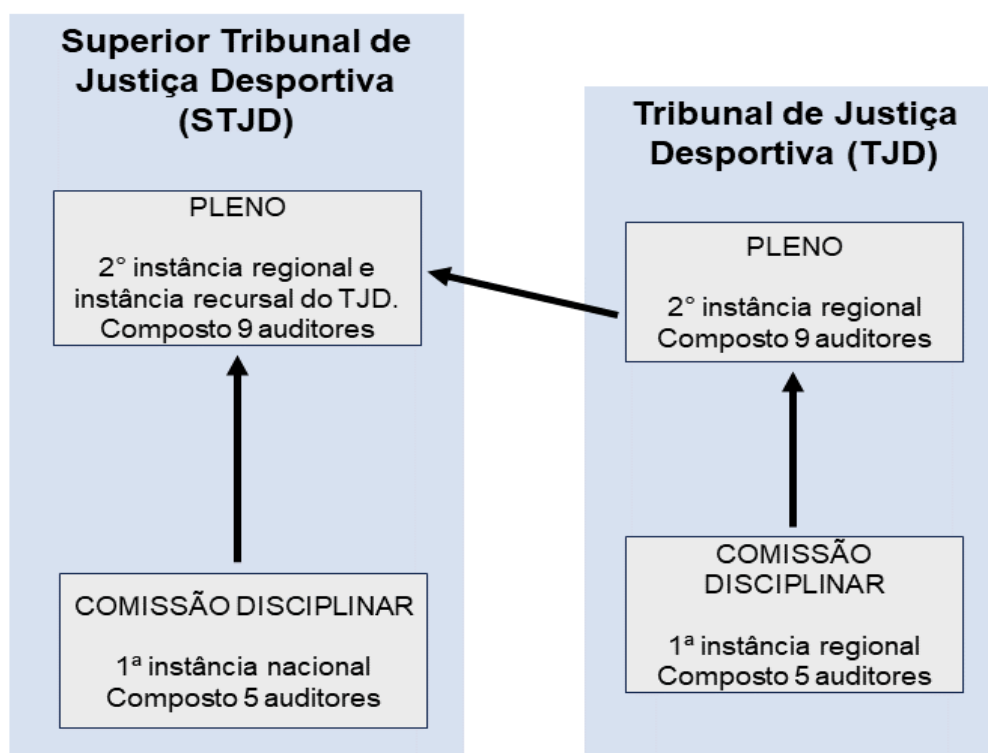 Superior Tribunal de
Justiça Desportiva
(STJD)
PLENO
2° instância regional e
instância recursal do TJD.
Composto 9 auditores
COMISSÃO DISCIPLINAR
1ª instância nacional
Composto 5 auditores
Tribunal de Justiça
Desportiva (TJD)
PLENO
2° instância regional
Composto 9 auditores
COMISSÃO
DISCIPLINAR
1ª instância regional
Composto 5 auditores